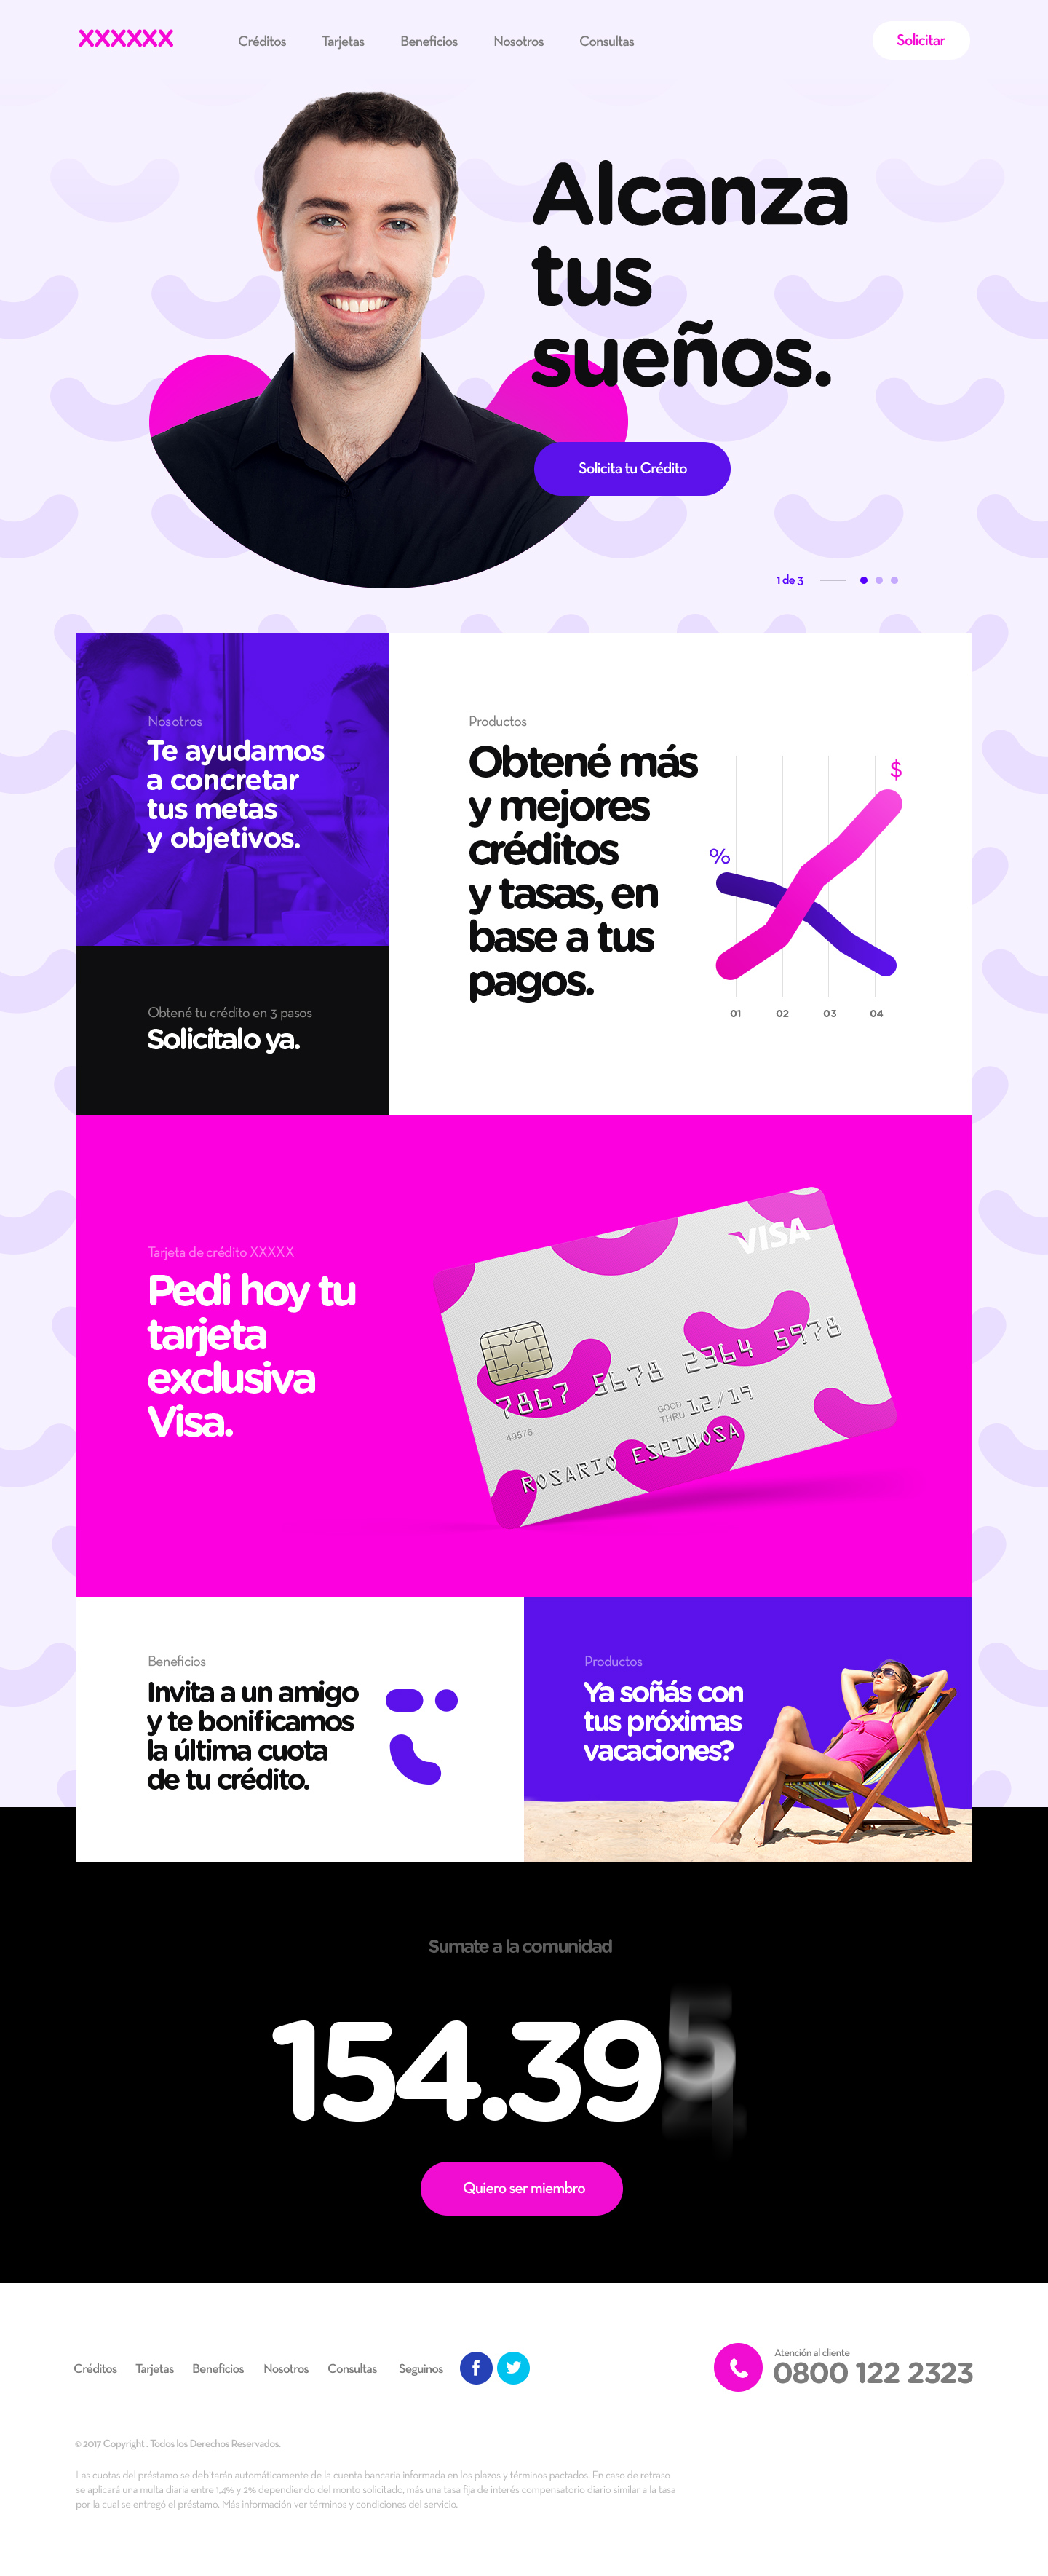 XXXXXX
Créditos Tarjetas Beneficios Nosotros Consultas
Solicitar
Alcanza
tus
sueños.
Solicita tu Crédito
1 de 3
Nosotros
Te ayudamos
a concretar
tus metas
y objetivos.
Obtené tu crédito en 3 pasos
Solicitalo ya.
Productos
Obtené más
y mejores
créditos
y tasas, en
base a tus
pagos.
$
%
01 02 03 04
Tarjeta de crédito XXXXX
Pedi hoy tu
tarjeta
exclusiva
Visa.
VISA
7867 5678 2364 5978
49576
GOOD
THRU 12/19
ROSARIO ESPINOSA
Beneficios
Invita a un amigo
y te bonificamos
la última cuota
de tu crédito.
Productos
Ya soñás con
tus próximas
vacaciones?
Sumate a la comunidad
154.395
Quiero ser miembro
Créditos Tarjetas Beneficios Nosotros Consultas Seguinos
f
Atención al cliente
0800 122 2323
© 2017 Copyright . Todos los Derechos Reservados.
Las cuotas del préstamo se debitarán automáticamente de la cuenta bancaria informada en los plazos y términos pactados. En caso de retraso
se aplicará una multa diaria entre 1,4% y 2% dependiendo del monto solicitado, más una tasa fija de interés compensatorio diario similar a la tasa
por la cual se entregó el préstamo. Más información ver términos y condiciones del servicio.